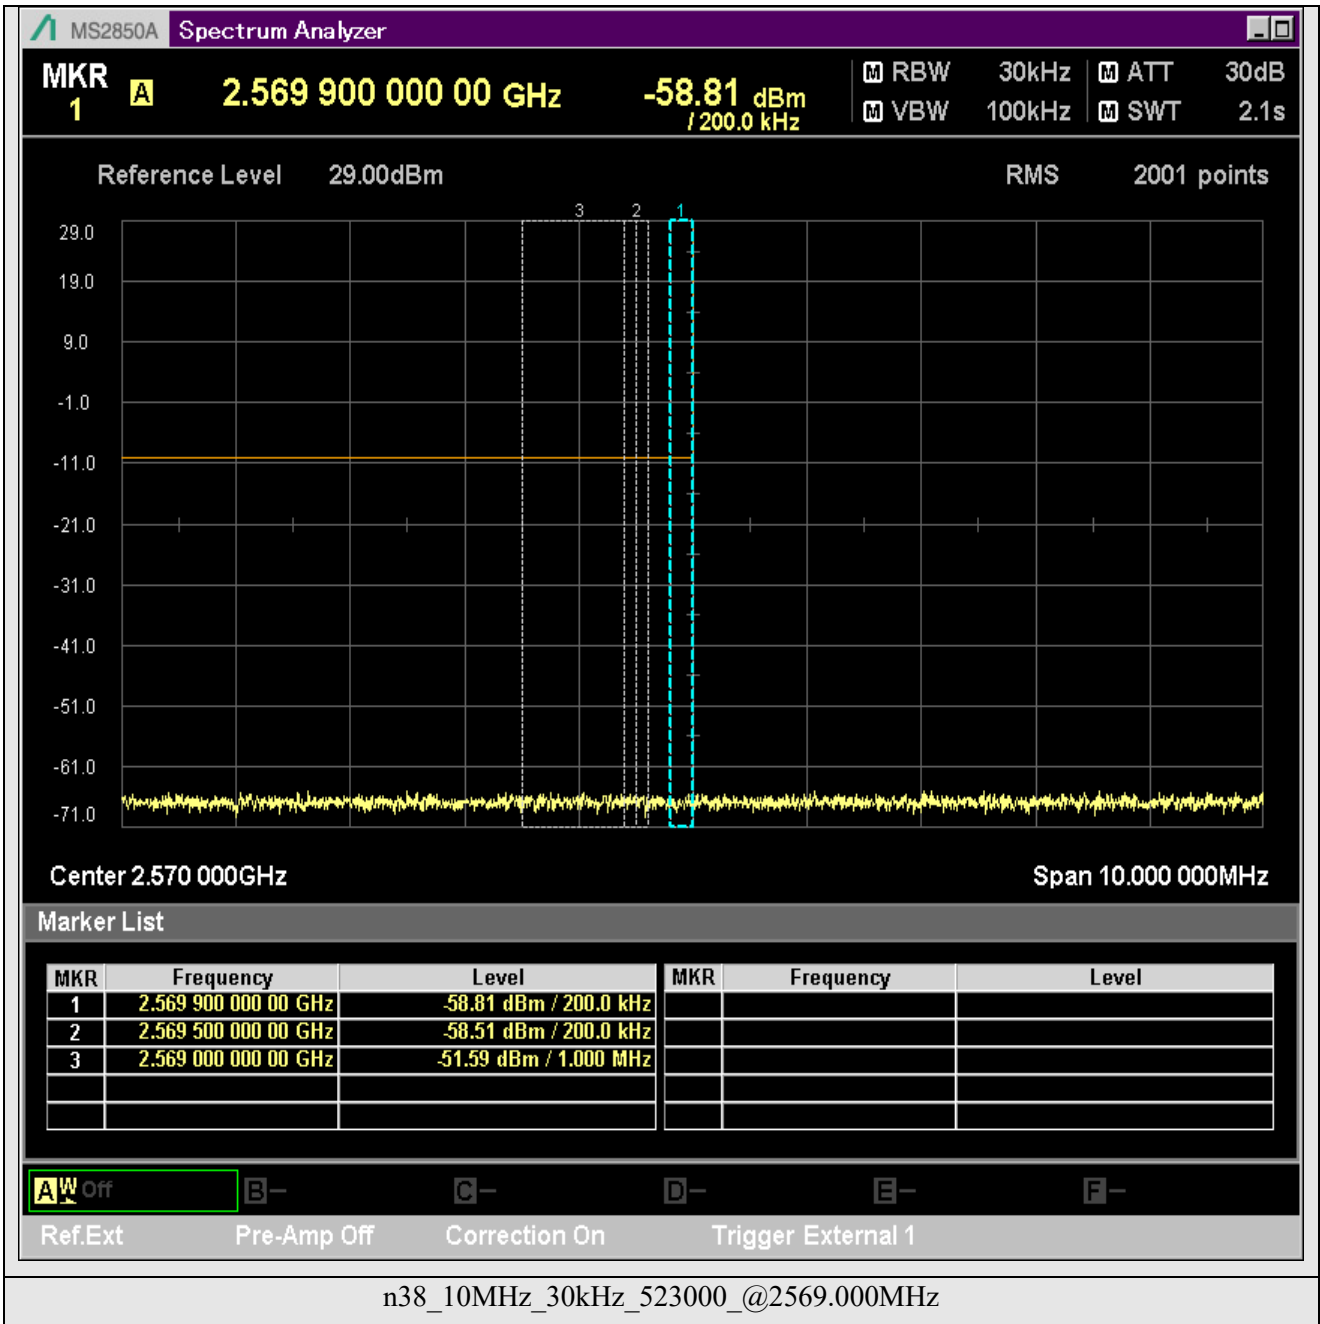 MS2850A Spectrum Analyzer
MKR 1 A 2.569 900 000 00 GHz -58.81 dBm / 200.0 kHz
M RBW 30kHz M ATT 30dB
M VBW 100kHz M SWT 2.1s
Reference Level 29.00dBm RMS 2001 points
3 2 1
29.0
19.0
9.0
-1.0
-11.0
-21.0
-31.0
-41.0
-51.0
-61.0
-71.0
Center 2.570 000GHz Span 10.000 000MHz
Marker List
MKR Frequency Level MKR Frequency Level
1 2.569 900 000 00 GHz -58.81 dBm / 200.0 kHz
2 2.569 500 000 00 GHz -58.51 dBm / 200.0 kHz
3 2.569 000 000 00 GHz -51.59 dBm / 1.000 MHz
A W Off B- C- D- E- F-
Ref.Ext Pre-Amp Off Correction On Trigger External 1
n38_10MHz_30kHz_523000_@2569.000MHz